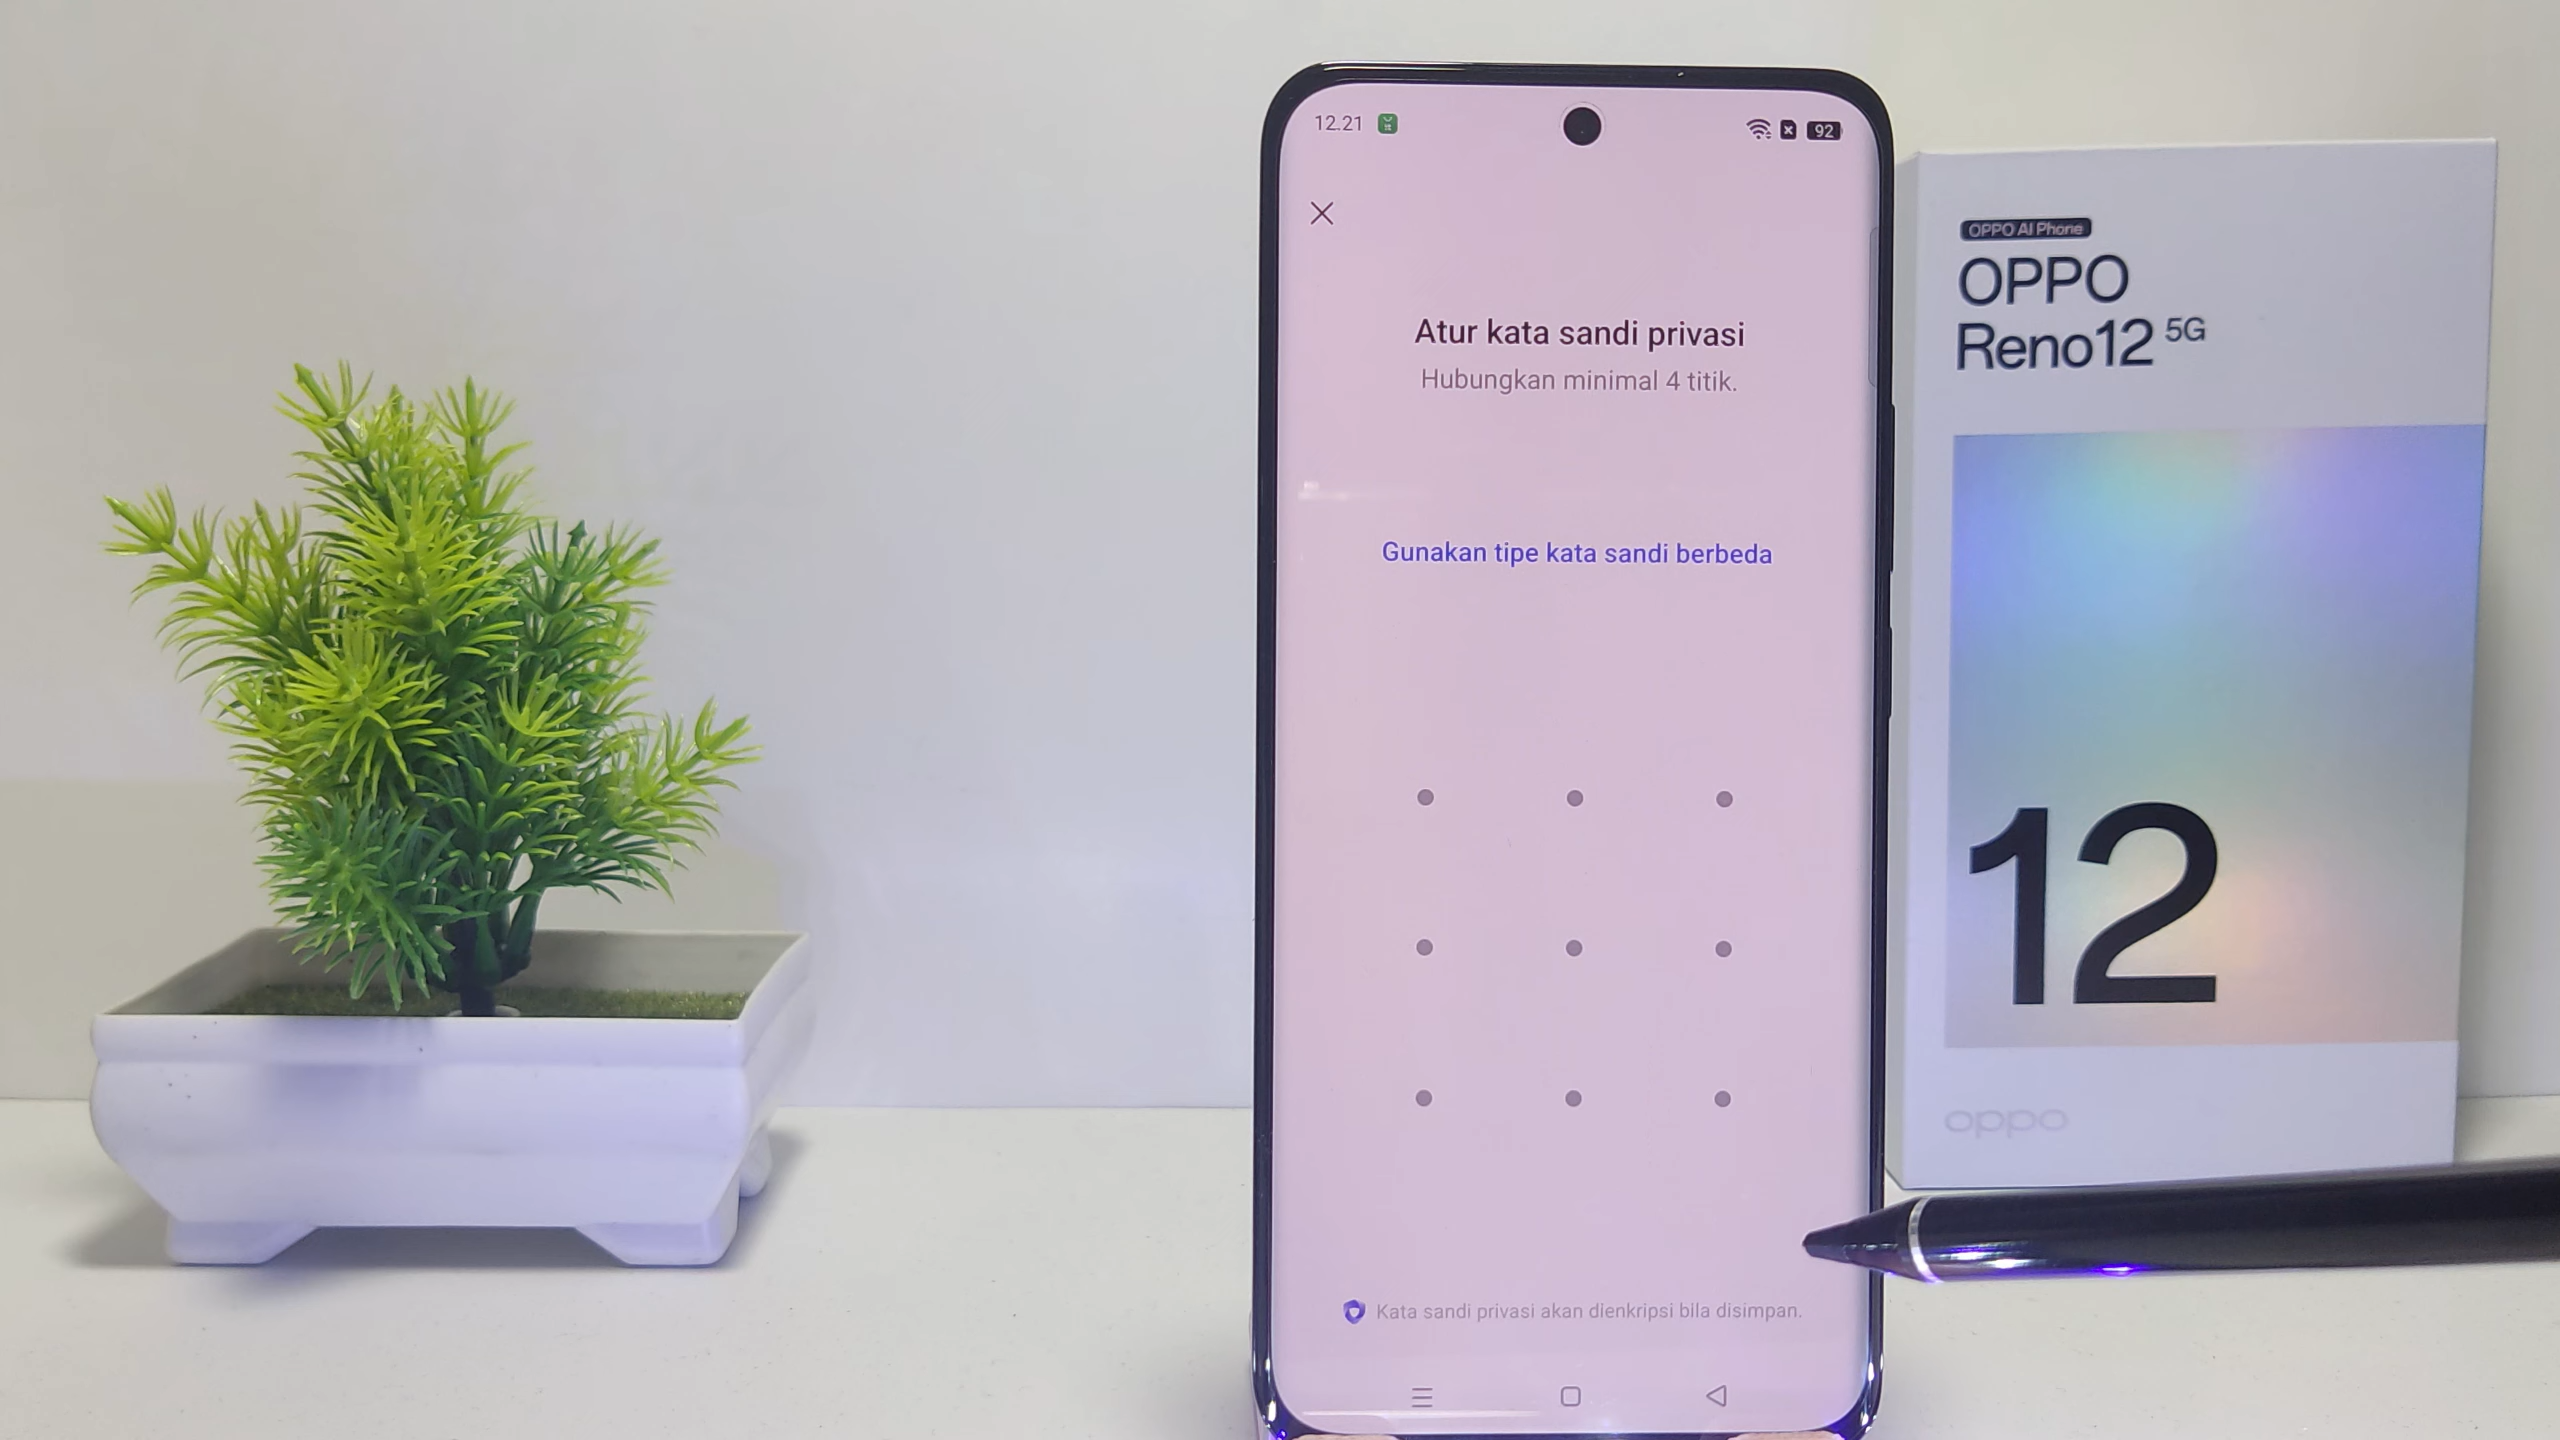 12.21
92
Atur kata sandi privasi
Hubungkan minimal 4 titik.
Gunakan tipe kata sandi berbeda
Kata sandi privasi akan dienkripsi bila disimpan.
OPPO AI Phone
OPPO
Reno12 5G
12
oppo